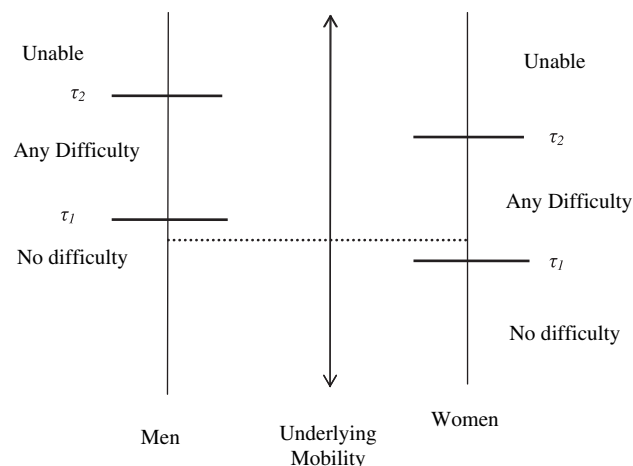 Unable
τ2
Any Difficulty
τ1
No difficulty
Men
Underlying
Mobility
Unable
τ2
Any Difficulty
τ1
No difficulty
Women